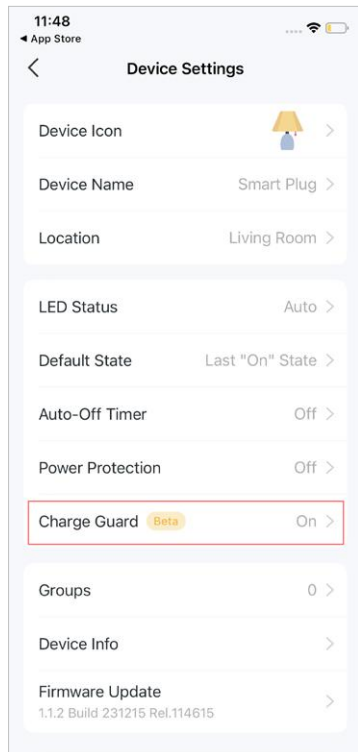 11:48
◀ App Store
Device Settings
Device Icon
Device Name Smart Plug
Location Living Room
LED Status Auto
Default State Last "On" State
Auto-Off Timer Off
Power Protection Off
Charge Guard Beta On
Groups 0
Device Info
Firmware Update
1.1.2 Build 231215 Rel.114615